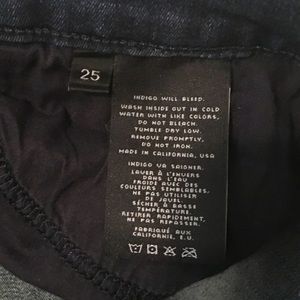 25
INDIGO WILL BLEED.
WASH INSIDE OUT IN COLD
WATER WITH LIKE COLORS.
DO NOT BLEACH.
TUMBLE DRY LOW.
REMOVE PROMPTLY.
DO NOT IRON.
MADE IN CALIFORNIA, USA
INDIGO VA SAIGNER.
LAVER À L'ENVERS
DANS L'EAU
FROIDE AVEC DES
COULEURS SEMBLABLES.
NE PAS UTILISER
DE JAVEL
SÉCHER À BASSE
TEMPÉRATURE.
RETIRER RAPIDEMENT,
NE PAS REPASSER.
FABRIQUÉ AUX
CALIFORNIA, E.U.